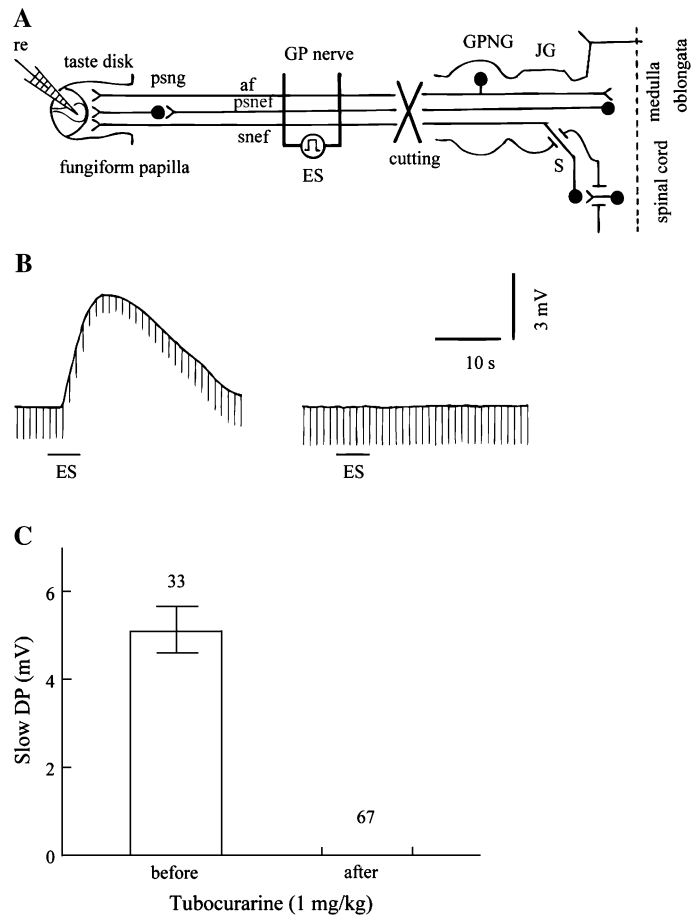 A
re
taste disk
psng
GP nerve
GPNG
JG
af
psnef
snef
fungiform papilla
ES
cutting
S
medulla
oblongata
spinal cord
B
3 mV
10 s
ES
ES
C
Slow DP (mV)
6
4
2
0
33
67
before
after
Tubocurarine (1 mg/kg)